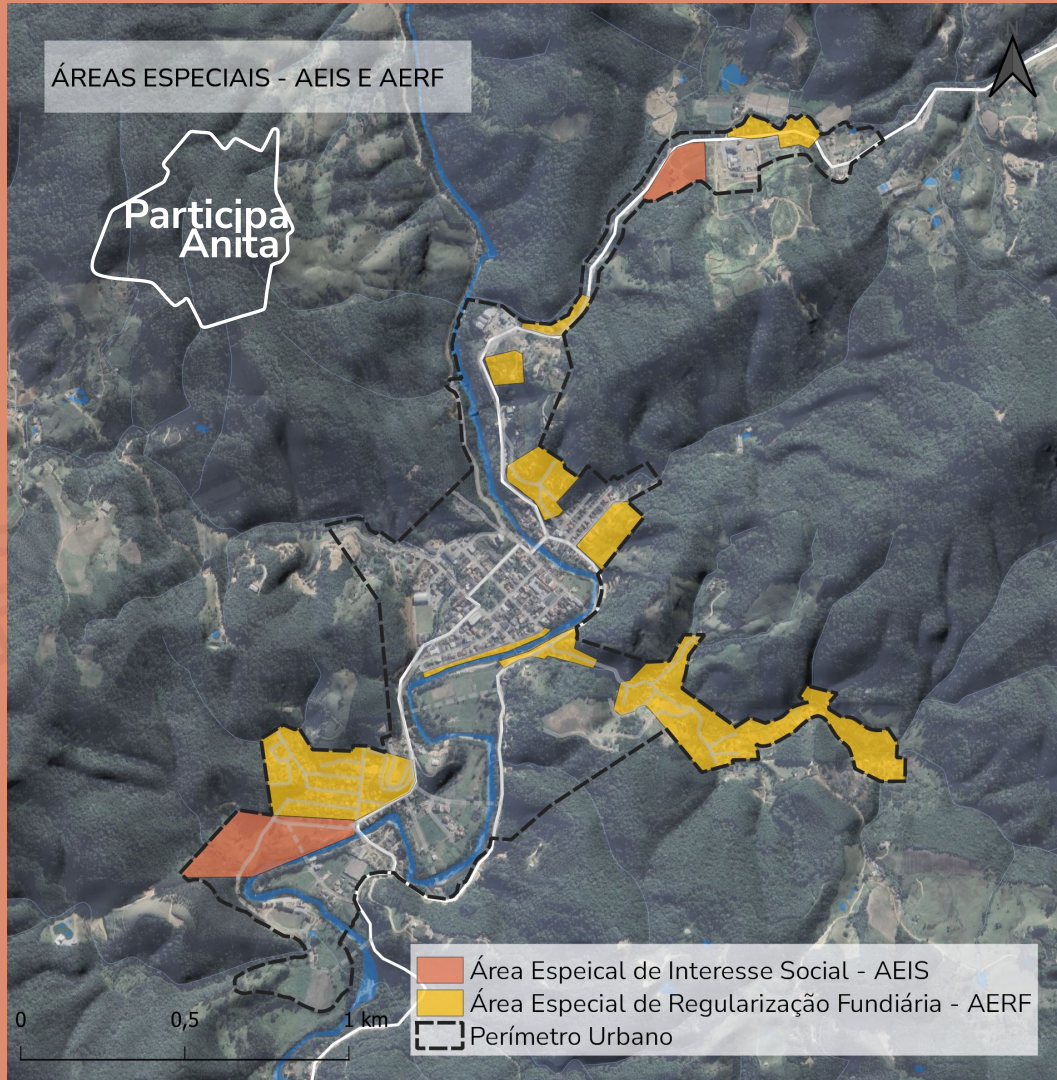 ÁREAS ESPECIAIS - AEIS E AERF
Participa
Anita
Área Espeical de Interesse Social - AEIS
Área Especial de Regularização Fundiária - AERF
Perímetro Urbano
0 0,5 1 km